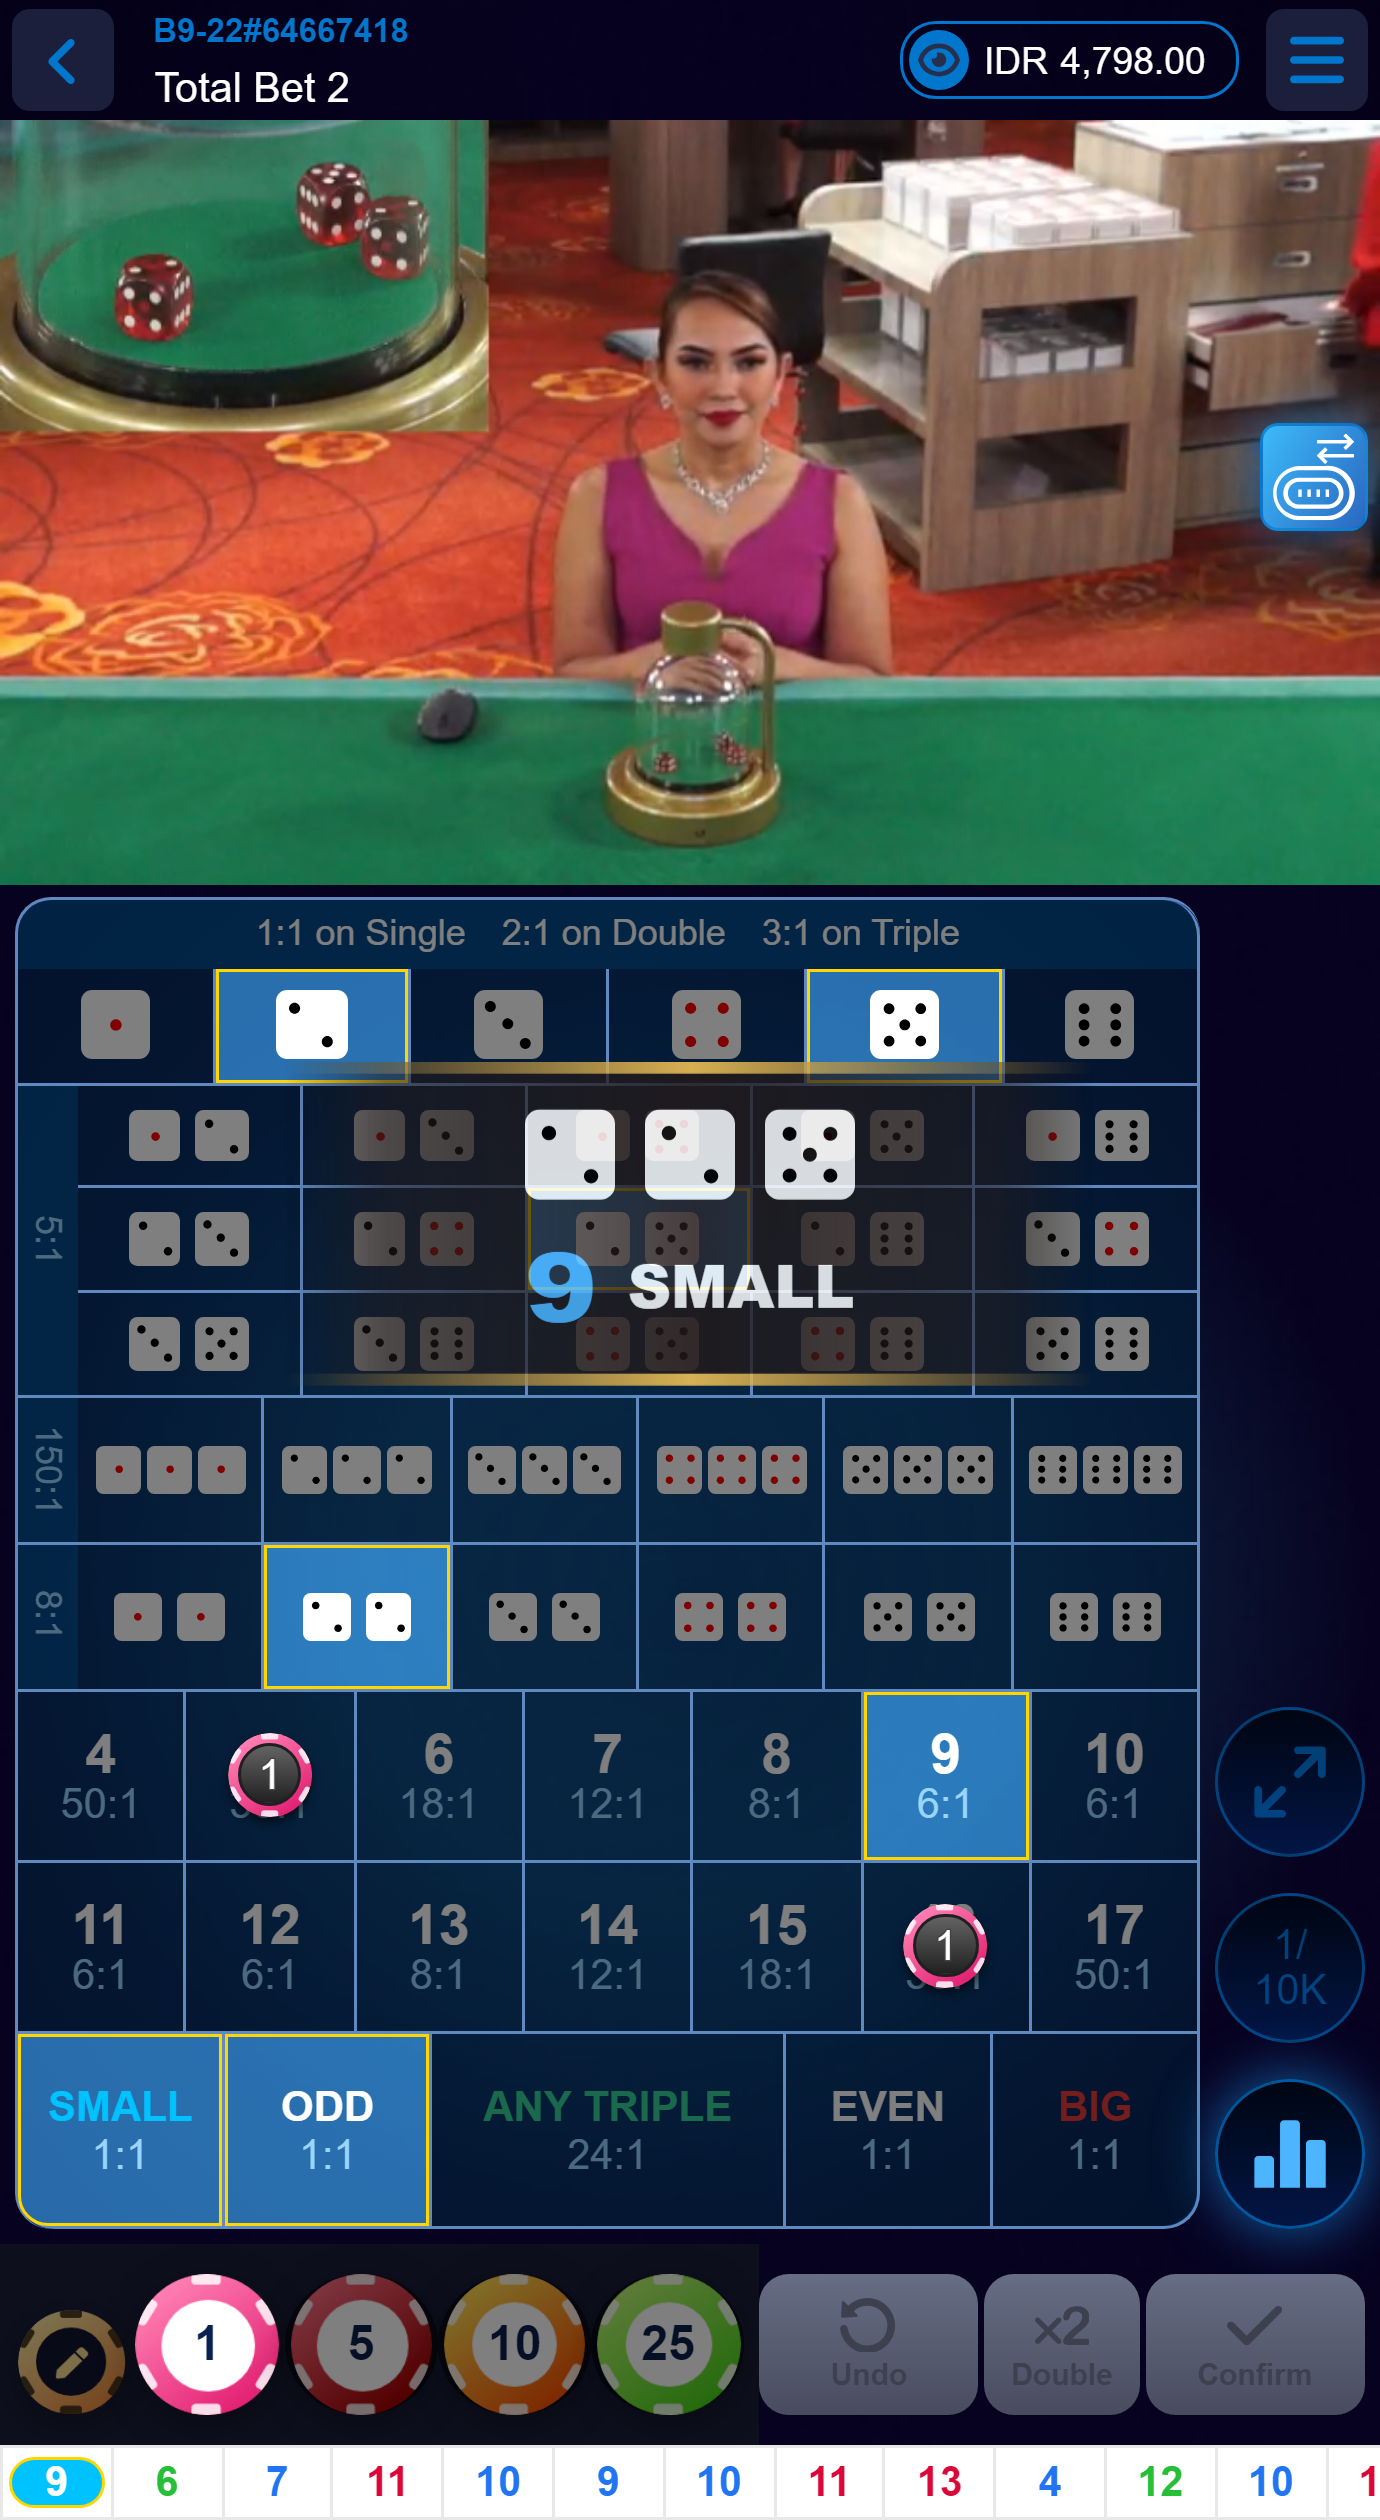 B9-22#64667418
Total Bet 2
IDR 4,798.00
1:1 on Single 2:1 on Double 3:1 on Triple
5:1
9 SMALL
150:1
8:1
4 1 6 7 8 9 10
50:1 18:1 12:1 8:1 6:1 6:1
11 12 13 14 15 1 17
6:1 6:1 8:1 12:1 18:1 50:1
1/
10K
SMALL ODD ANY TRIPLE EVEN BIG
1:1 1:1 24:1 1:1 1:1
1 5 10 25 x2
Undo Double Confirm
9 6 7 11 10 9 10 11 13 4 12 10 1